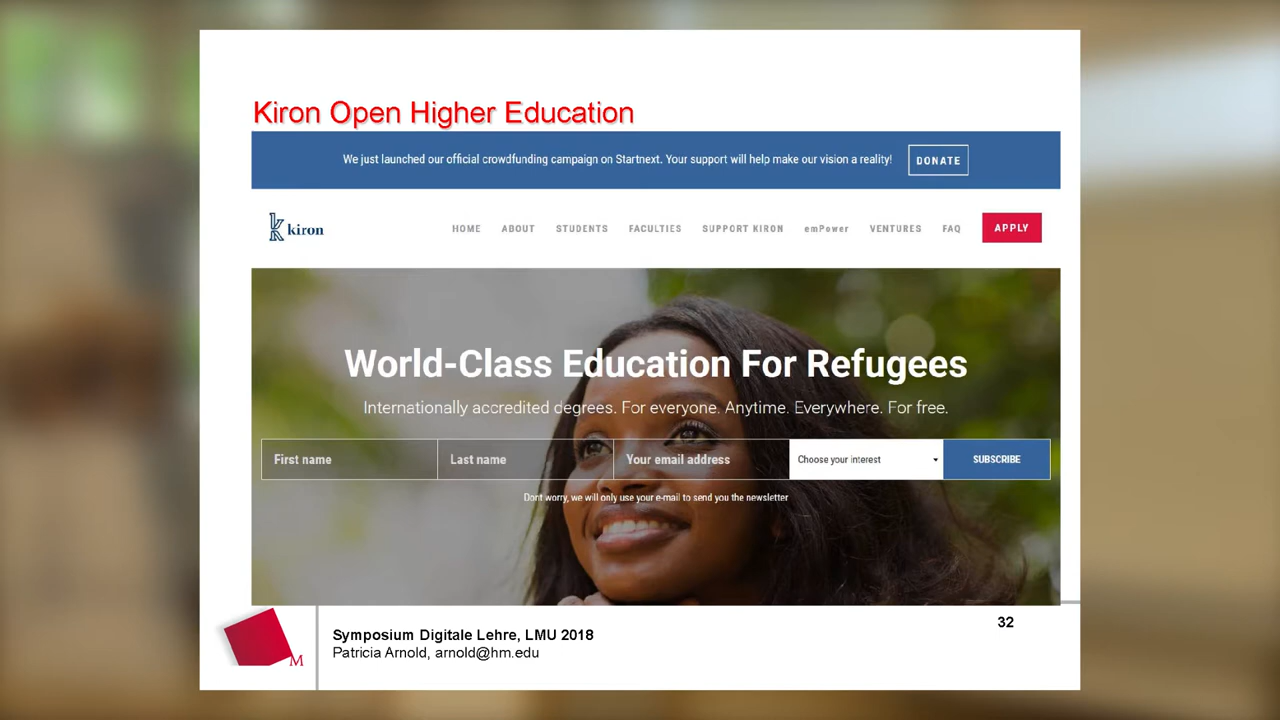 Kiron Open Higher Education
We just launched our official crowdfunding campaign on Startnext. Your support will help make our vision a reality! DONATE
kiron HOME ABOUT STUDENTS FACULTIES SUPPORT KIRON emPower VENTURES FAQ APPLY
World-Class Education For Refugees
Internationally accredited degrees. For everyone. Anytime. Everywhere. For free.
First name Last name Your email address Choose your interest SUBSCRIBE
Dont worry, we will only use your e-mail to send you the newsletter
32
Symposium Digitale Lehre, LMU 2018
Patricia Arnold, arnold@hm.edu
M